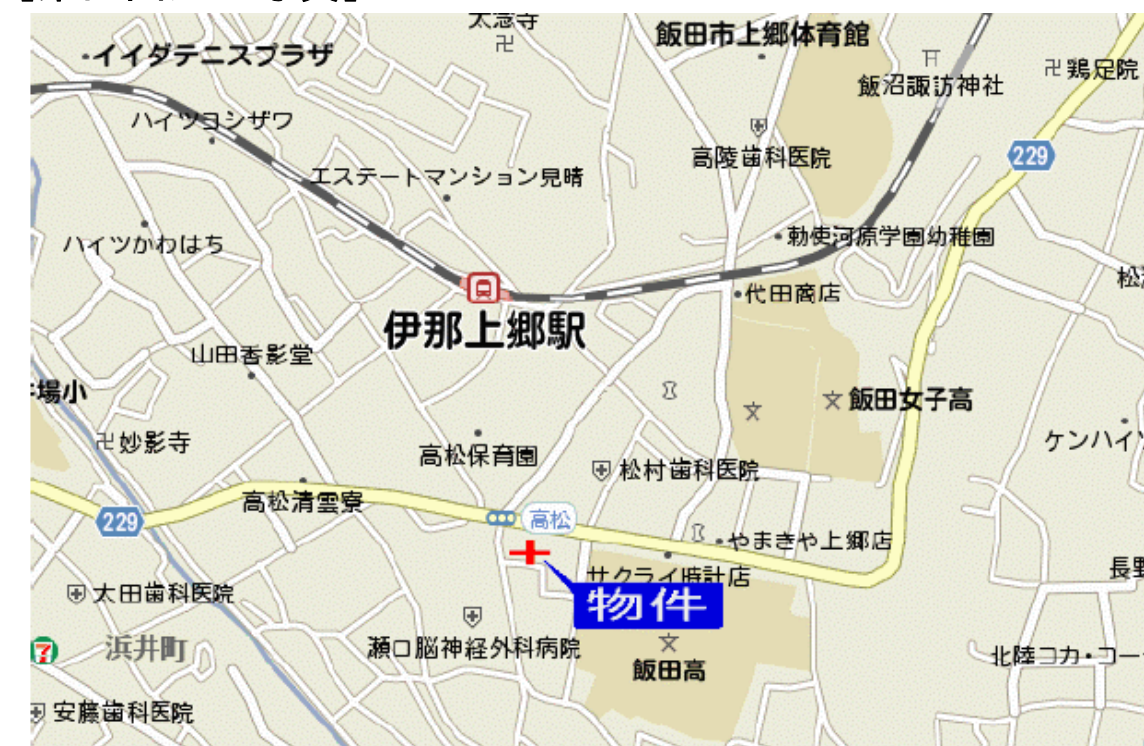 大念寺
飯田市上郷体育館
イイダテニスプラザ
飯沼諏訪神社
鶏足院
ハイツヨシザワ
高陵歯科医院
229
エステートマンション見晴
ハイツかわはち
勅使河原学園幼稚園
代田商店
伊那上郷駅
山田香影堂
場小
飯田女子高
妙影寺
高松保育園
松村歯科医院
ケンハイツ
高松清雲寮
229
高松
やまきや上郷店
サクライ時計店
長野
太田歯科医院
物件
浜井町
瀬口脳神経外科病院
飯田高
北陸コカ・コー
7
安藤歯科医院